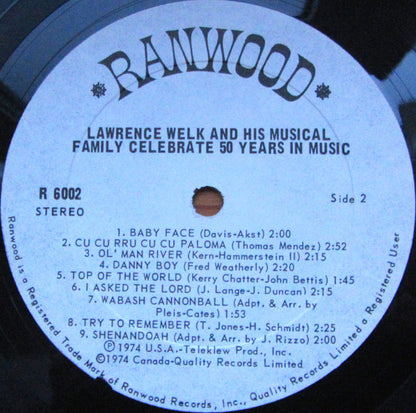 RANWOOD
LAWRENCE WELK AND HIS MUSICAL
FAMILY CELEBRATE 50 YEARS IN MUSIC
R 6002
STEREO
Side 2
1. BABY FACE (Davis-Akst) 2:00
2. CU CU RRU CU CU PALOMA (Thomas Mendez) 2:52
3. OL' MAN RIVER (Kern-Hammerstein II) 2:15
4. DANNY BOY (Fred Weatherly) 2:20
5. TOP OF THE WORLD (Kerry Chatter-John Bettis) 1:45
6. I ASKED THE LORD (J. Lange-J. Duncan) 2:15
7. WABASH CANNONBALL (Adpt. & Arr. by
Pleis-Cates) 1:53
8. TRY TO REMEMBER (T. Jones-H. Schmidt) 2:25
9. SHENANDOAH (Adpt. & Arr. by J. Rizzo) 2:00
Ⓟ1974 U.S.A.-Teleklew Prod., Inc.
©1974 Canada-Quality Records Limited
Ranwood is a Registered Trade Mark of Ranwood Records, Inc., Quality Records Limited a Registered User